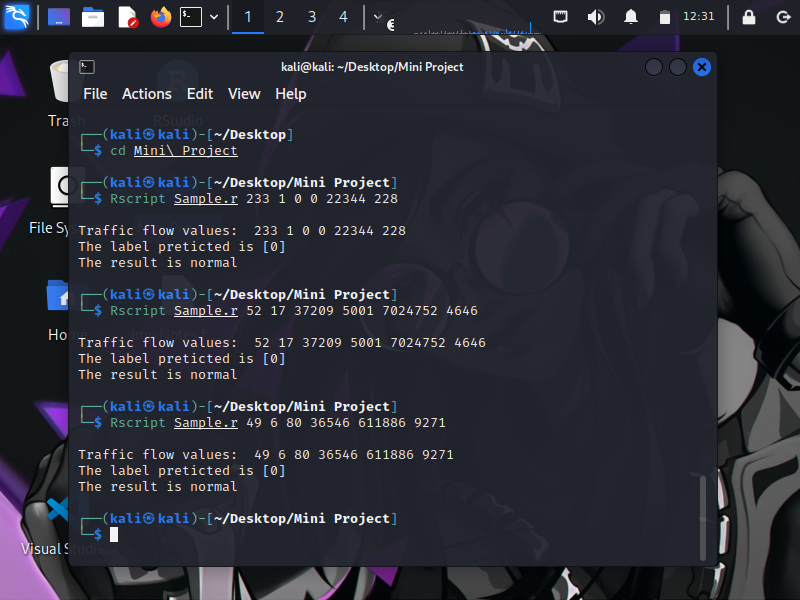 1 2 3 4
12:31
kali@kali: ~/Desktop/Mini Project
File Actions Edit View Help
RStudio
Trash
┌──(kali㉿kali)-[~/Desktop]
└─$ cd Mini\ Project
┌──(kali㉿kali)-[~/Desktop/Mini Project]
└─$ Rscript Sample.r 233 1 0 0 22344 228
Traffic flow values:  233 1 0 0 22344 228
The label preticted is [0]
The result is normal
File Sy
┌──(kali㉿kali)-[~/Desktop/Mini Project]
└─$ Rscript Sample.r 52 17 37209 5001 7024752 4646
Home
Traffic flow values:  52 17 37209 5001 7024752 4646
The label preticted is [0]
The result is normal
┌──(kali㉿kali)-[~/Desktop/Mini Project]
└─$ Rscript Sample.r 49 6 80 36546 611886 9271
Traffic flow values:  49 6 80 36546 611886 9271
The label preticted is [0]
The result is normal
┌──(kali㉿kali)-[~/Desktop/Mini Project]
└─$
Visual Studi...